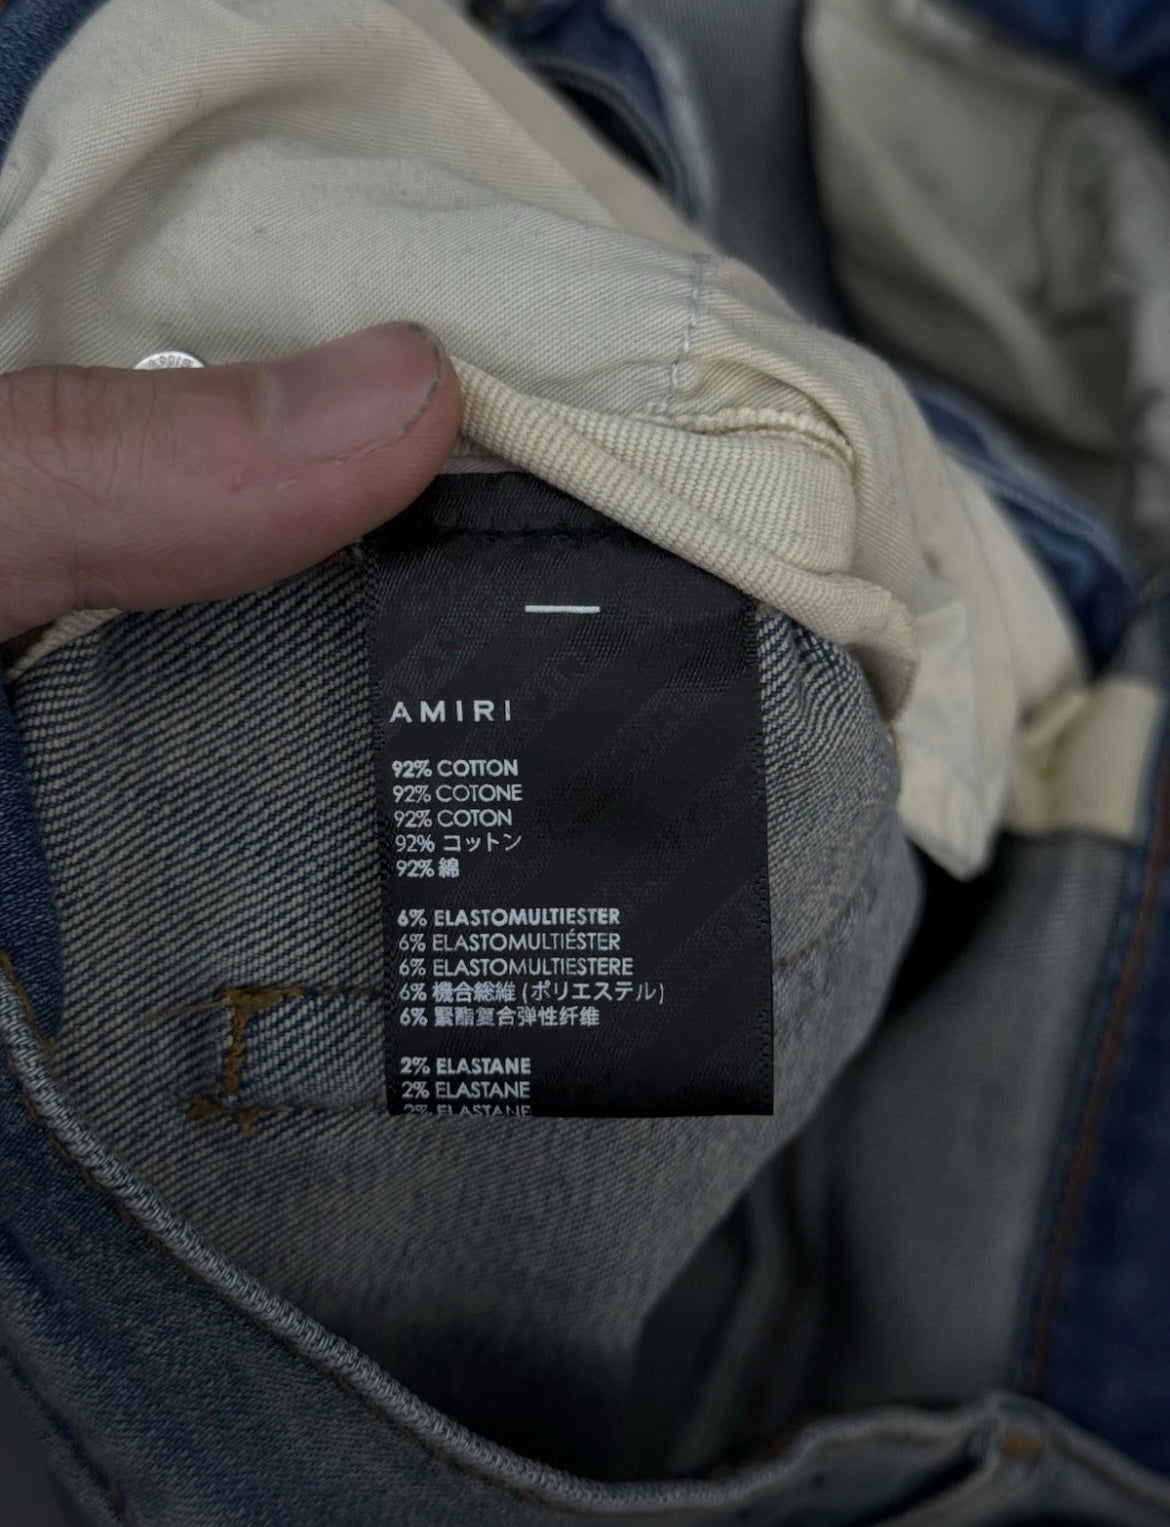 AMIRI
92% COTTON
92% COTONE
92% COTON
92% コットン
92% 綿
6% ELASTOMULTIESTER
6% ELASTOMULTIÉSTER
6% ELASTOMULTIESTERE
6% 機合総維 (ポリエステル)
6% 聚酯复合弹性纤维
2% ELASTANE
2% ELASTANE
2% ELASTANE